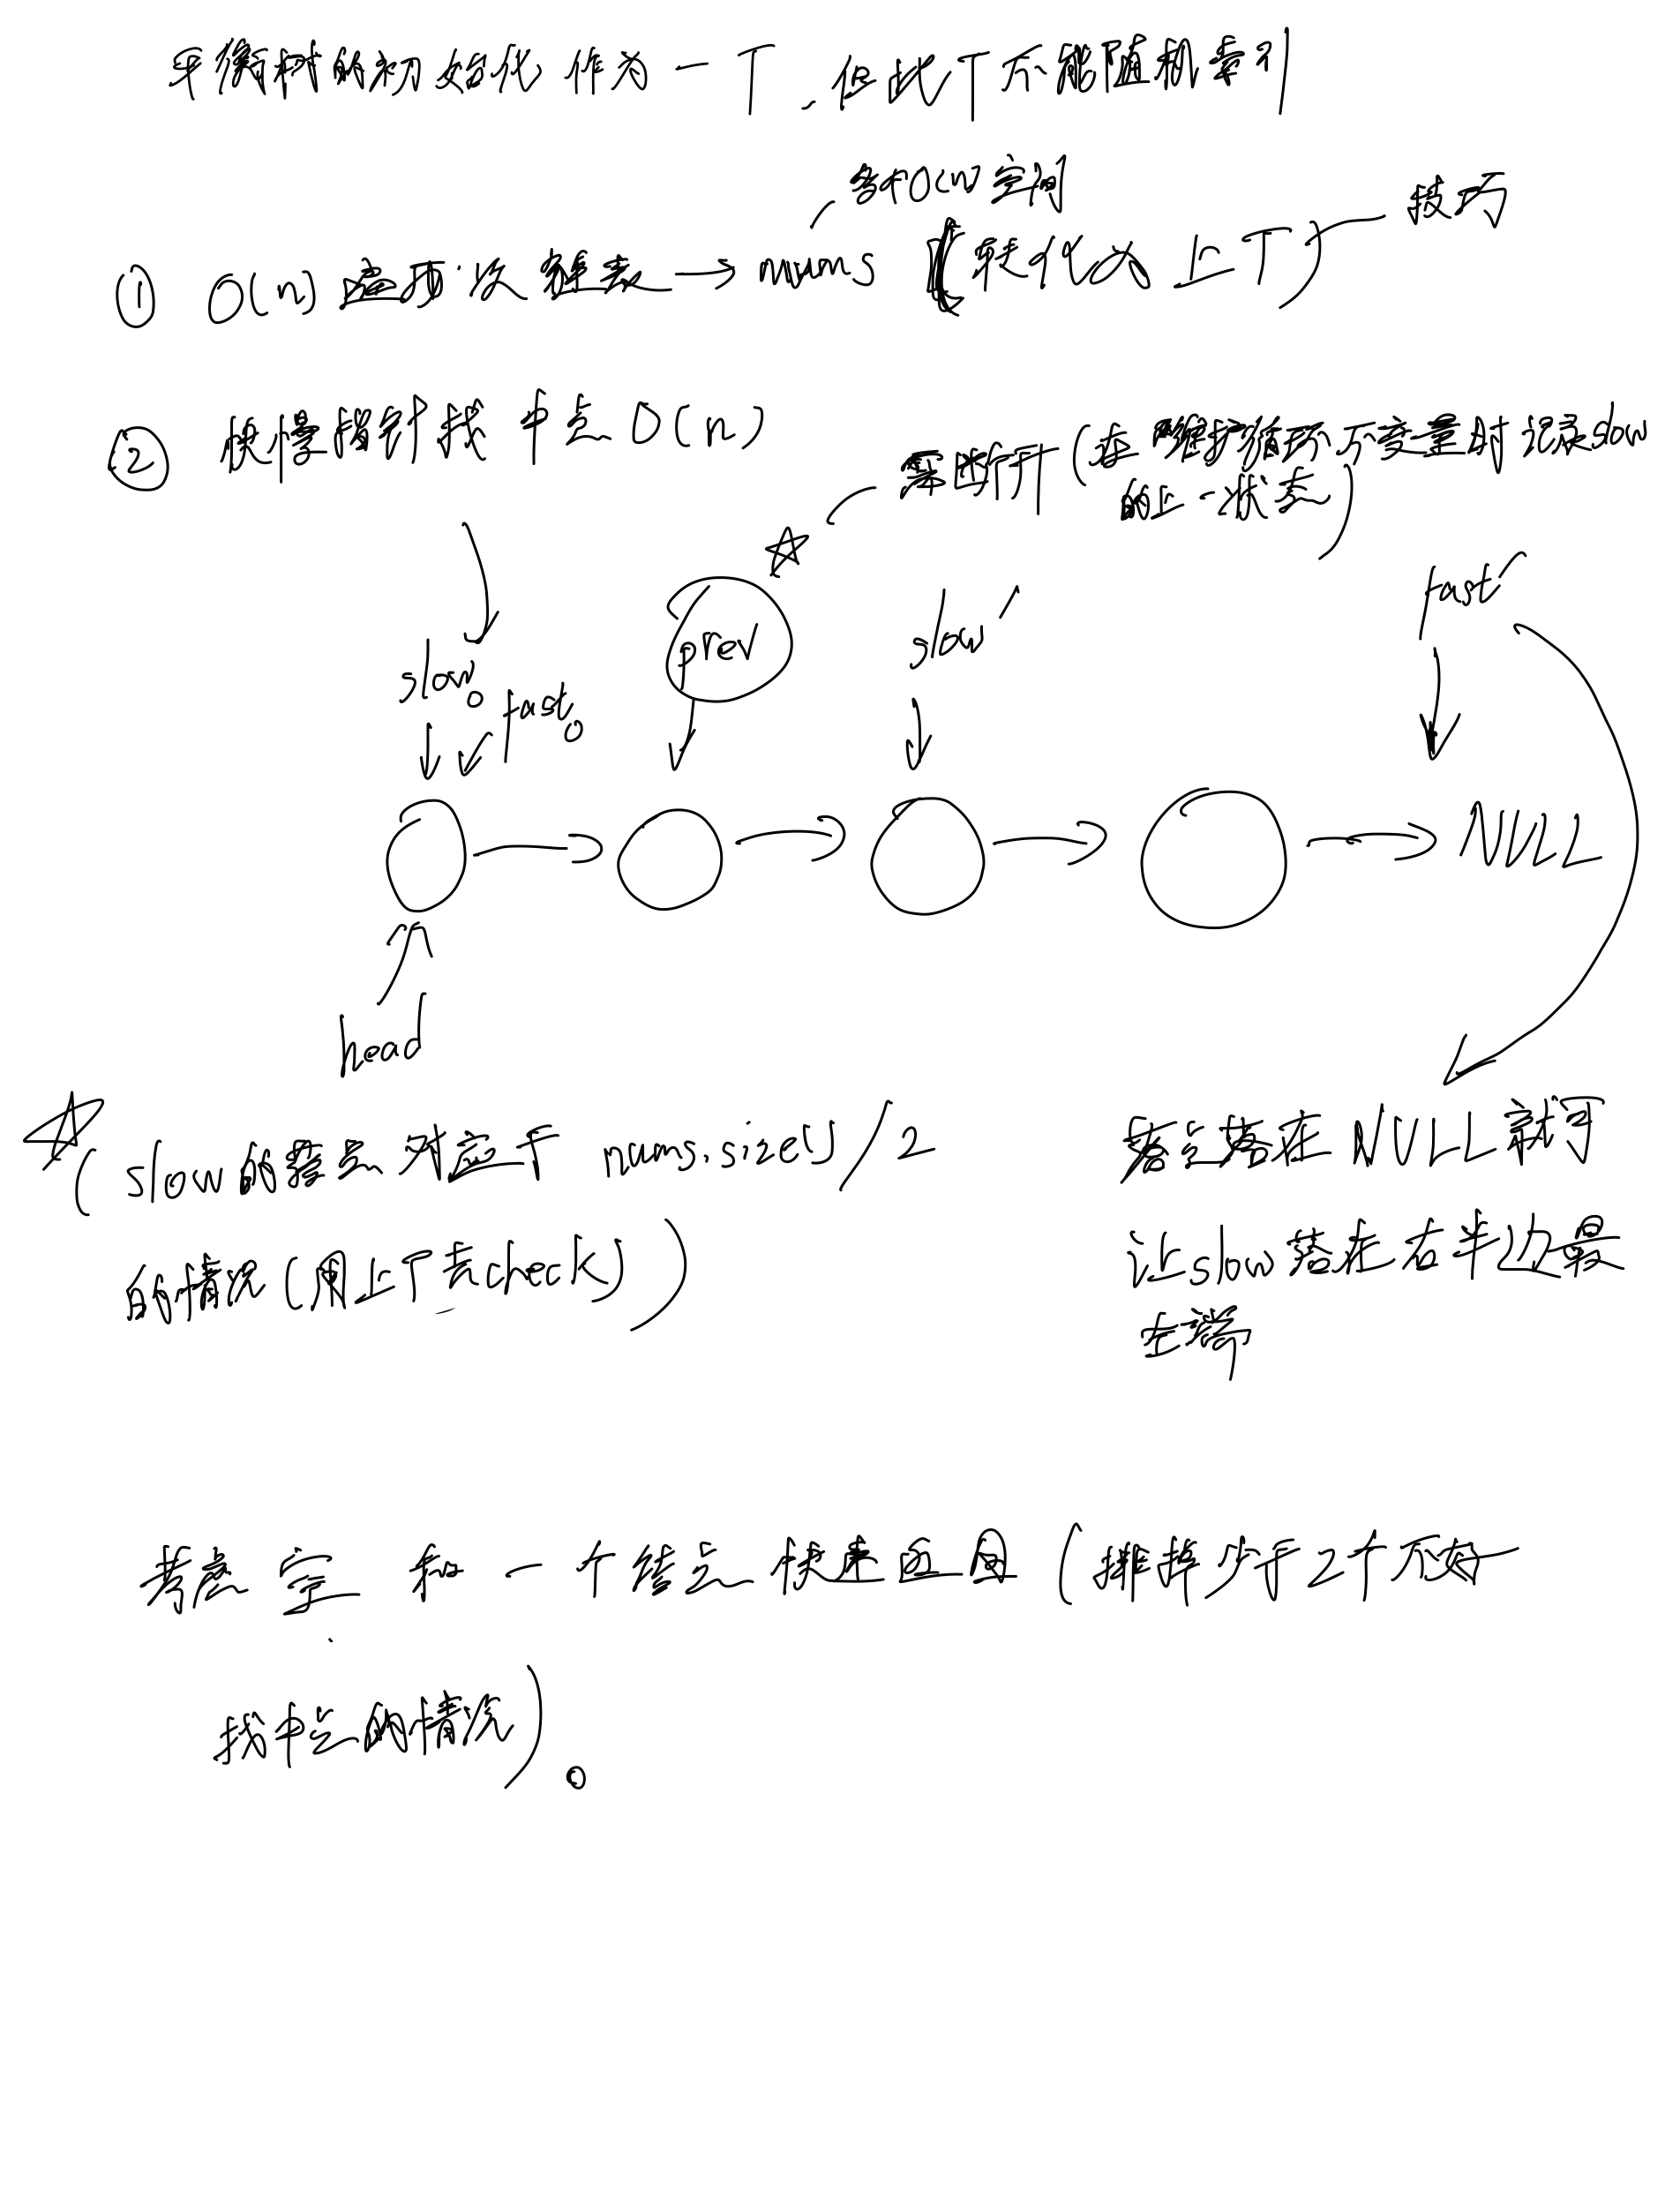 平衡树的初始化作为一T.但此T不能随机索引
多和O(n)空间
技巧
① O(n) 遍历一次链表 → nums (转化为上一T)
② 快慢指针找中点 O(n)
要断开(在维护循环不变量时记录slow
的上一状态)
prev
slow'
fast'
slow0
fast0
NULL
head
(slow的落点对应于 nums.size()/2
的情况(用上T去check))
落点落在NULL就可
让slow落在右半边最
左端
考虑空和一个结点快速返回(排掉少于2个不好
找中点的情况)。